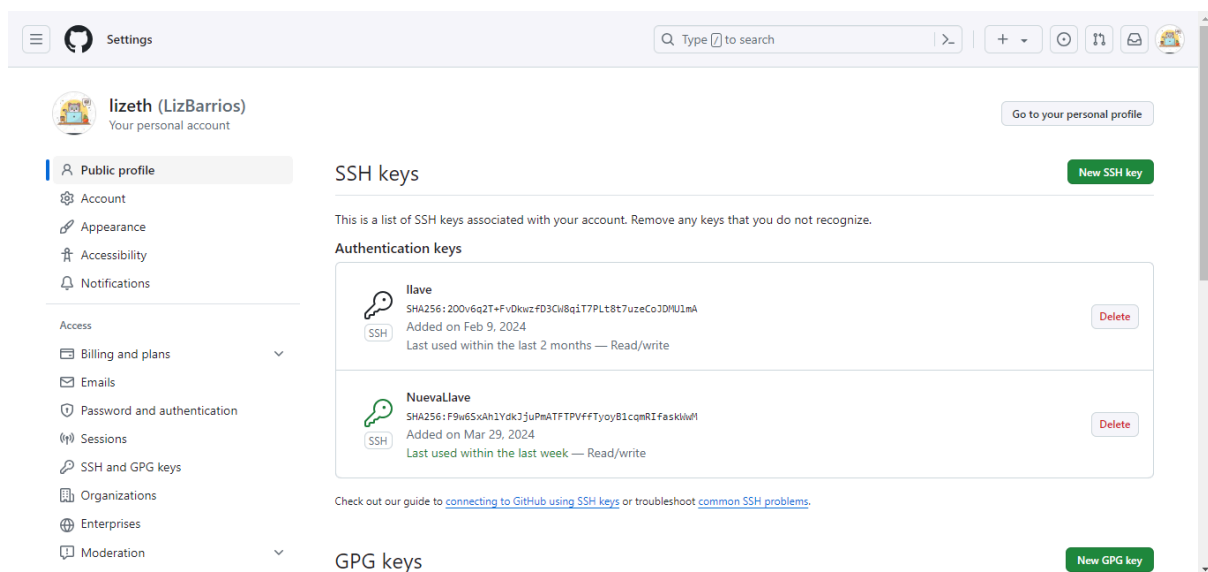 Settings
Type / to search
lizeth (LizBarrios)
Your personal account
Go to your personal profile
Public profile
Account
Appearance
Accessibility
Notifications
Access
Billing and plans
Emails
Password and authentication
Sessions
SSH and GPG keys
Organizations
Enterprises
Moderation
SSH keys
New SSH key
This is a list of SSH keys associated with your account. Remove any keys that you do not recognize.
Authentication keys
llave
SHA256:2OOv6q2T+FvDkwzfD3CW8qiT7PLt8t7uzeCoJDMUlmA
SSH
Added on Feb 9, 2024
Last used within the last 2 months — Read/write
Delete
NuevaLlave
SHA256:F9w6SxAhlYdkJjuPmATFTPVffTyoyB1cqmRIfaskWwM
SSH
Added on Mar 29, 2024
Last used within the last week — Read/write
Delete
Check out our guide to connecting to GitHub using SSH keys or troubleshoot common SSH problems.
GPG keys
New GPG key